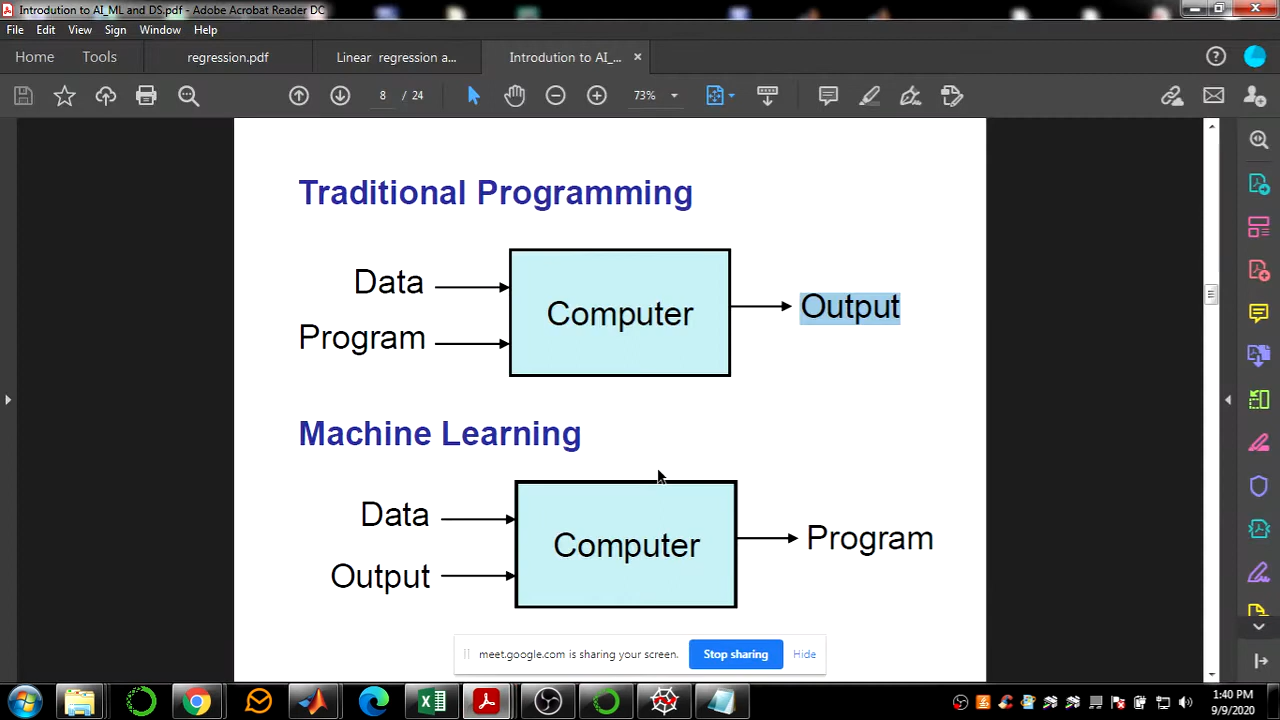 Introdution to AI_ML and DS.pdf - Adobe Acrobat Reader DC
File Edit View Sign Window Help
Home Tools regression.pdf Linear regression a... Introdution to AI_... ×
8 / 24 73%
Traditional Programming
Data
Computer
Output
Program
Machine Learning
Data
Computer
Program
Output
meet.google.com is sharing your screen. Stop sharing Hide
1:40 PM
9/9/2020